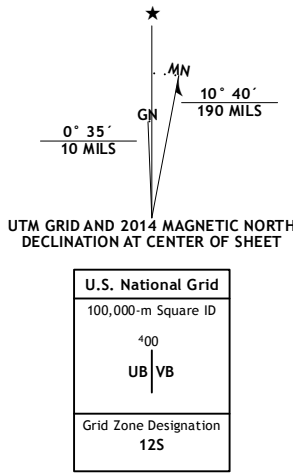 ★
MN
GN
0° 35´
10 MILS
10° 40´
190 MILS
UTM GRID AND 2014 MAGNETIC NORTH
DECLINATION AT CENTER OF SHEET
U.S. National Grid
100,000-m Square ID
⁴00
UB VB
Grid Zone Designation
12S